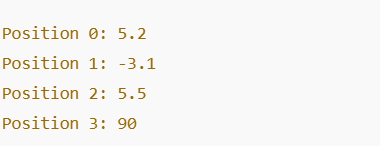 Position 0: 5.2
Position 1: -3.1
Position 2: 5.5
Position 3: 90